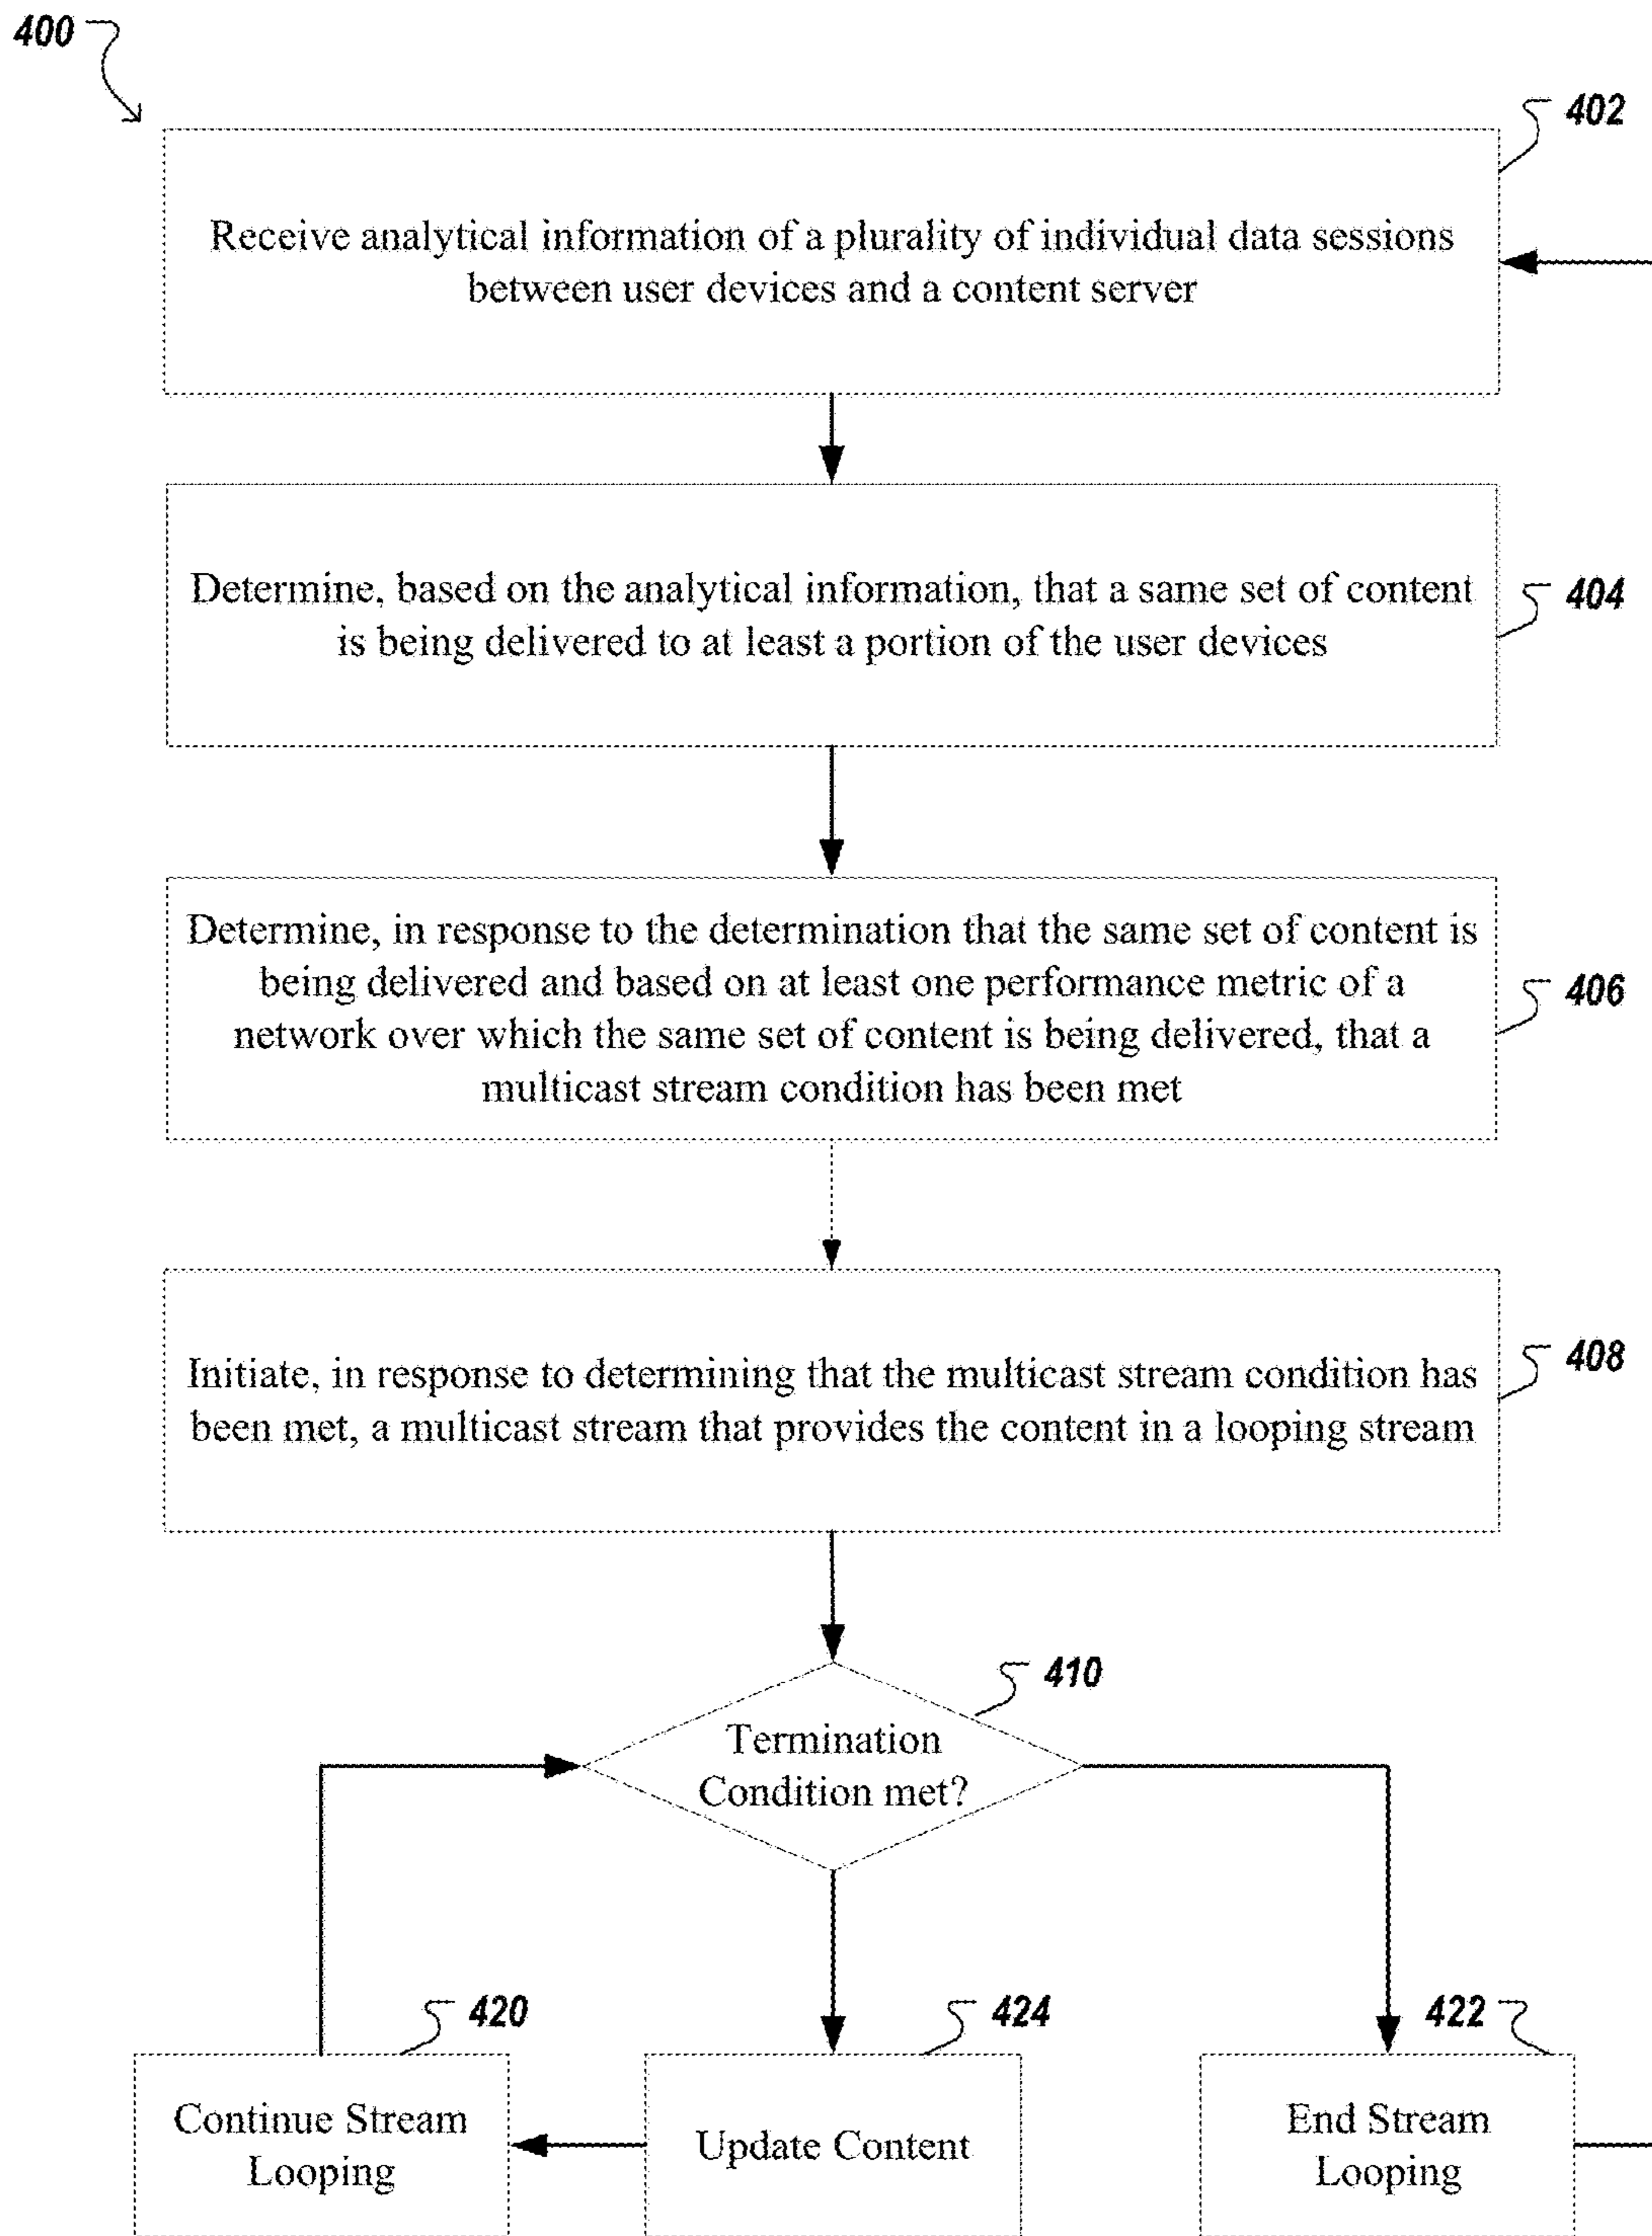 400
402
Receive analytical information of a plurality of individual data sessions
between user devices and a content server
Determine, based on the analytical information, that a same set of content
is being delivered to at least a portion of the user devices
404
Determine, in response to the determination that the same set of content is
being delivered and based on at least one performance metric of a
network over which the same set of content is being delivered, that a
multicast stream condition has been met
406
Initiate, in response to determining that the multicast stream condition has
been met, a multicast stream that provides the content in a looping stream
408
410
Termination
Condition met?
420
424
422
Continue Stream
Looping
Update Content
End Stream
Looping